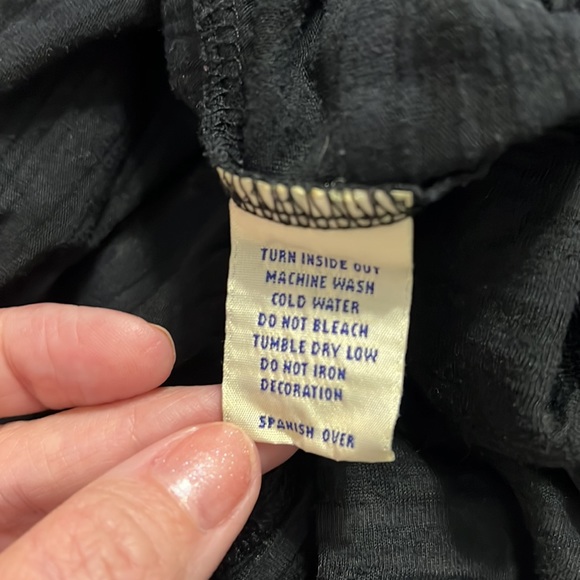 TURN INSIDE OUT
MACHINE WASH
COLD WATER
DO NOT BLEACH
TUMBLE DRY LOW
DO NOT IRON
DECORATION
SPANISH OVER